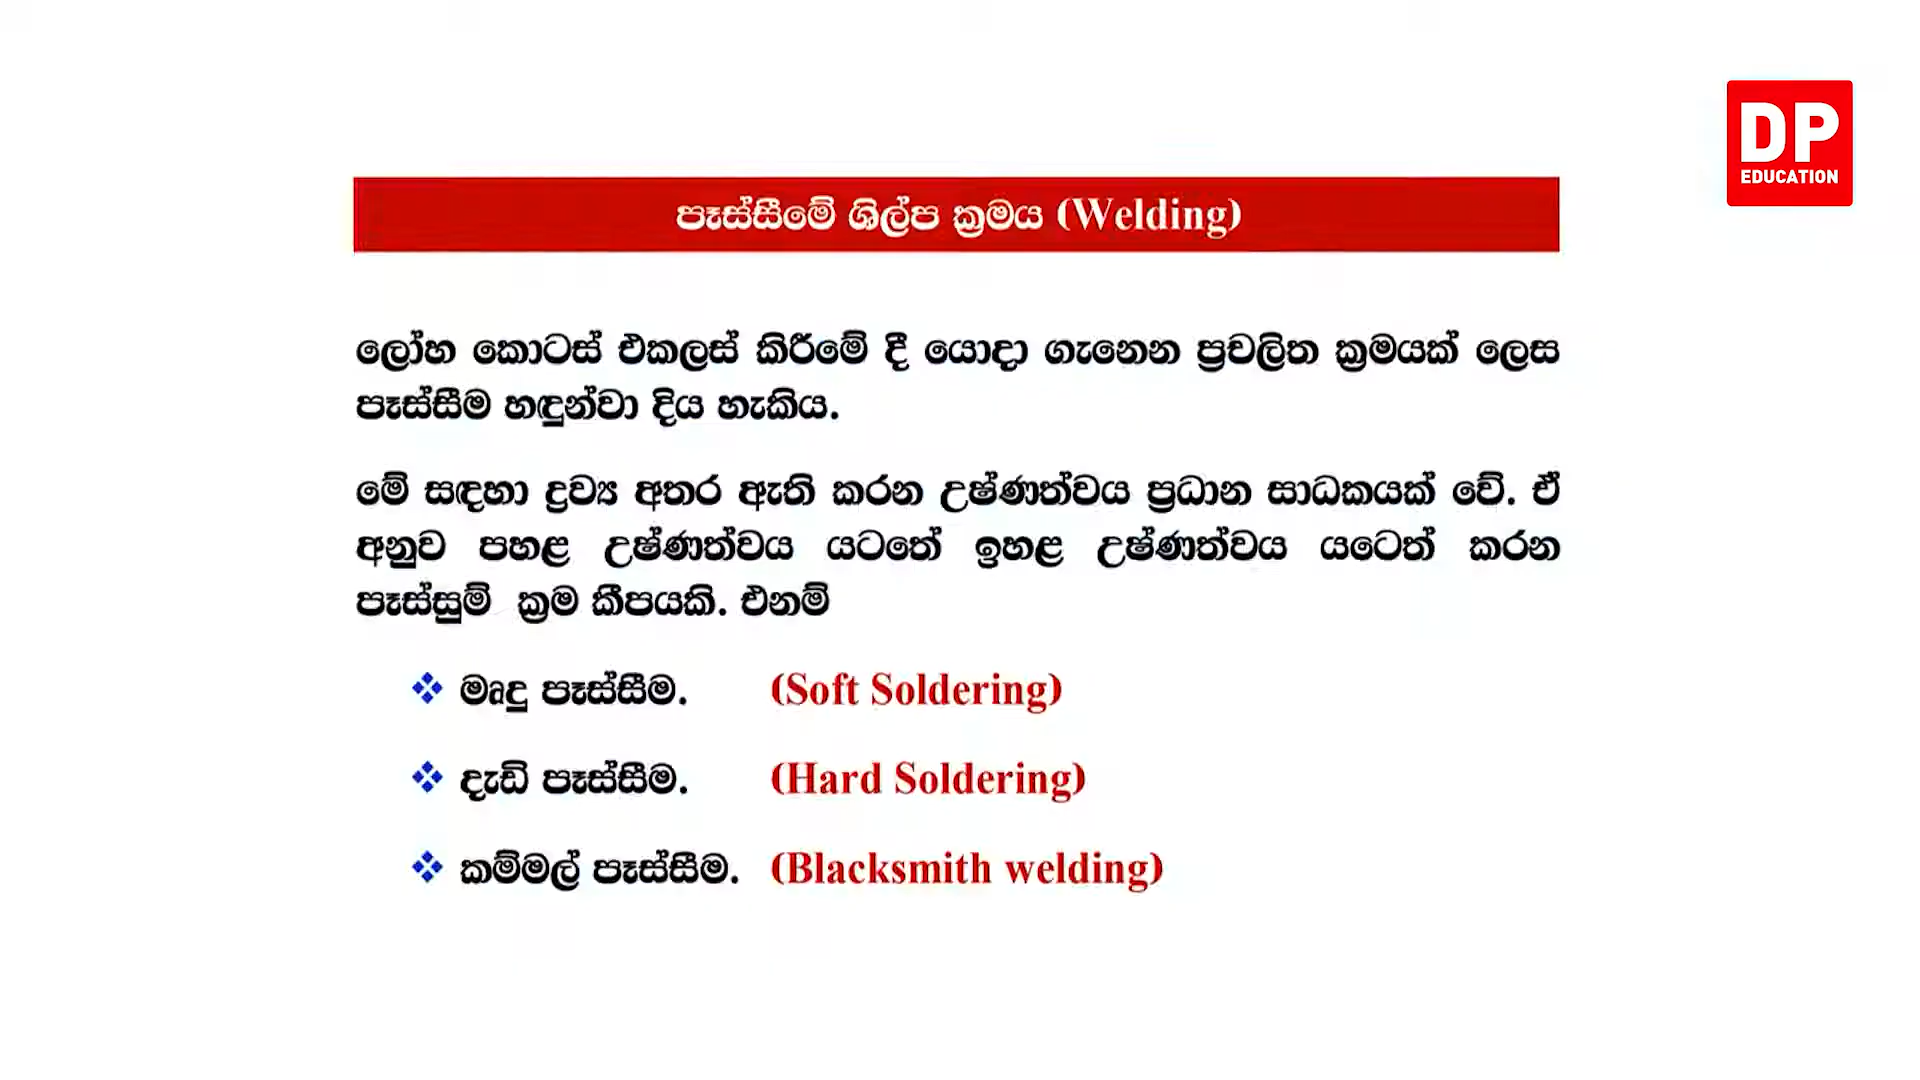 DP
EDUCATION
පෑස්සීමේ ශිල්ප ක්‍රමය (Welding)
ලෝහ කොටස් එකලස් කිරීමේ දී යොදා ගැනෙන ප්‍රචලිත ක්‍රමයක් ලෙස
පෑස්සීම හඳුන්වා දිය හැකිය.
මේ සඳහා ද්‍රව්‍ය අතර ඇති කරන උෂ්ණත්වය ප්‍රධාන සාධකයක් වේ. ඒ
අනුව පහළ උෂ්ණත්වය යටතේ ඉහළ උෂ්ණත්වය යටෙත් කරන
පෑස්සුම් ක්‍රම කීපයකි. එනම්
❖ මෘදු පෑස්සීම. (Soft Soldering)
❖ දැඩි පෑස්සීම. (Hard Soldering)
❖ කම්මල් පෑස්සීම. (Blacksmith welding)